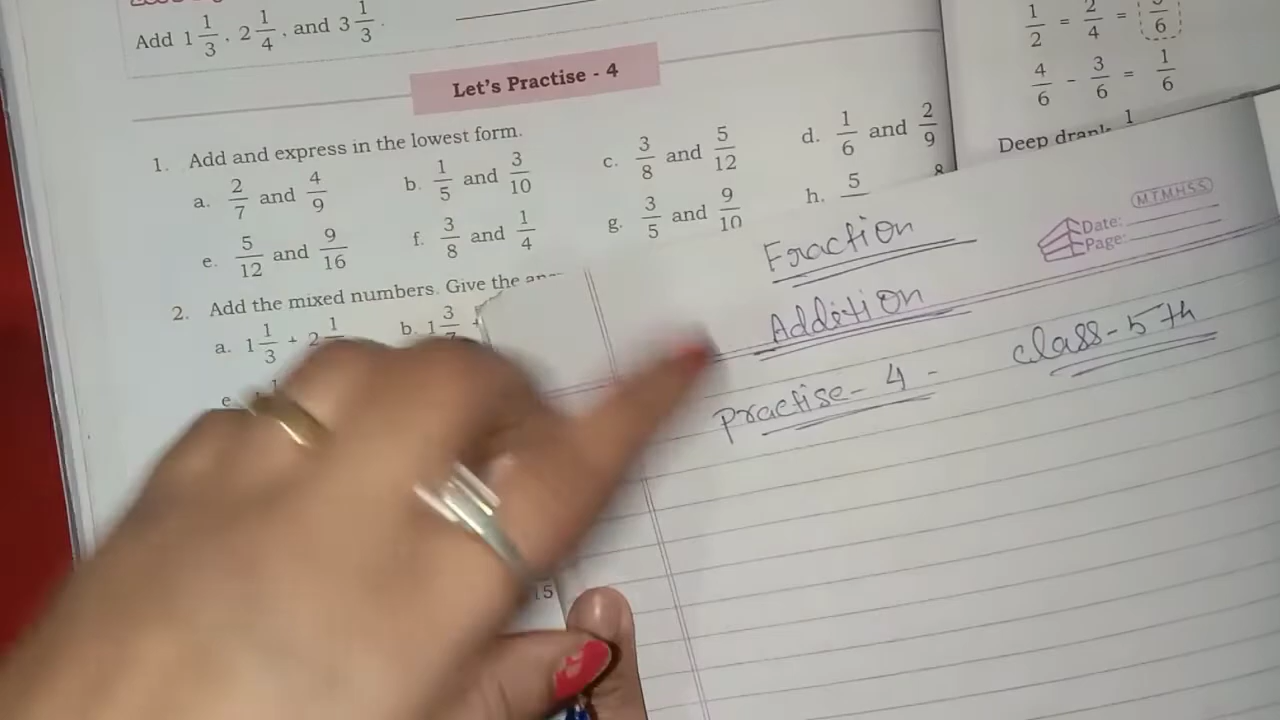 Add 1 1/3, 2 1/4, and 3 1/3.
Let's Practise - 4
1. Add and express in the lowest form.
a. 2/7 and 4/9 b. 1/5 and 3/10 c. 3/8 and 5/12 d. 1/6 and 2/9
e. 5/12 and 9/16 f. 3/8 and 1/4 g. 3/5 and 9/10 h. 5
2. Add the mixed numbers. Give the
a. 1 1/3 + 2 b. 1 3/7
e.
15
1/2 = 2/4 = /6
4/6 - 3/6 = 1/6
Deep drank 1
MTMHSS
Date:
Page:
Fraction
Addition
Practise - 4 - class - 5th